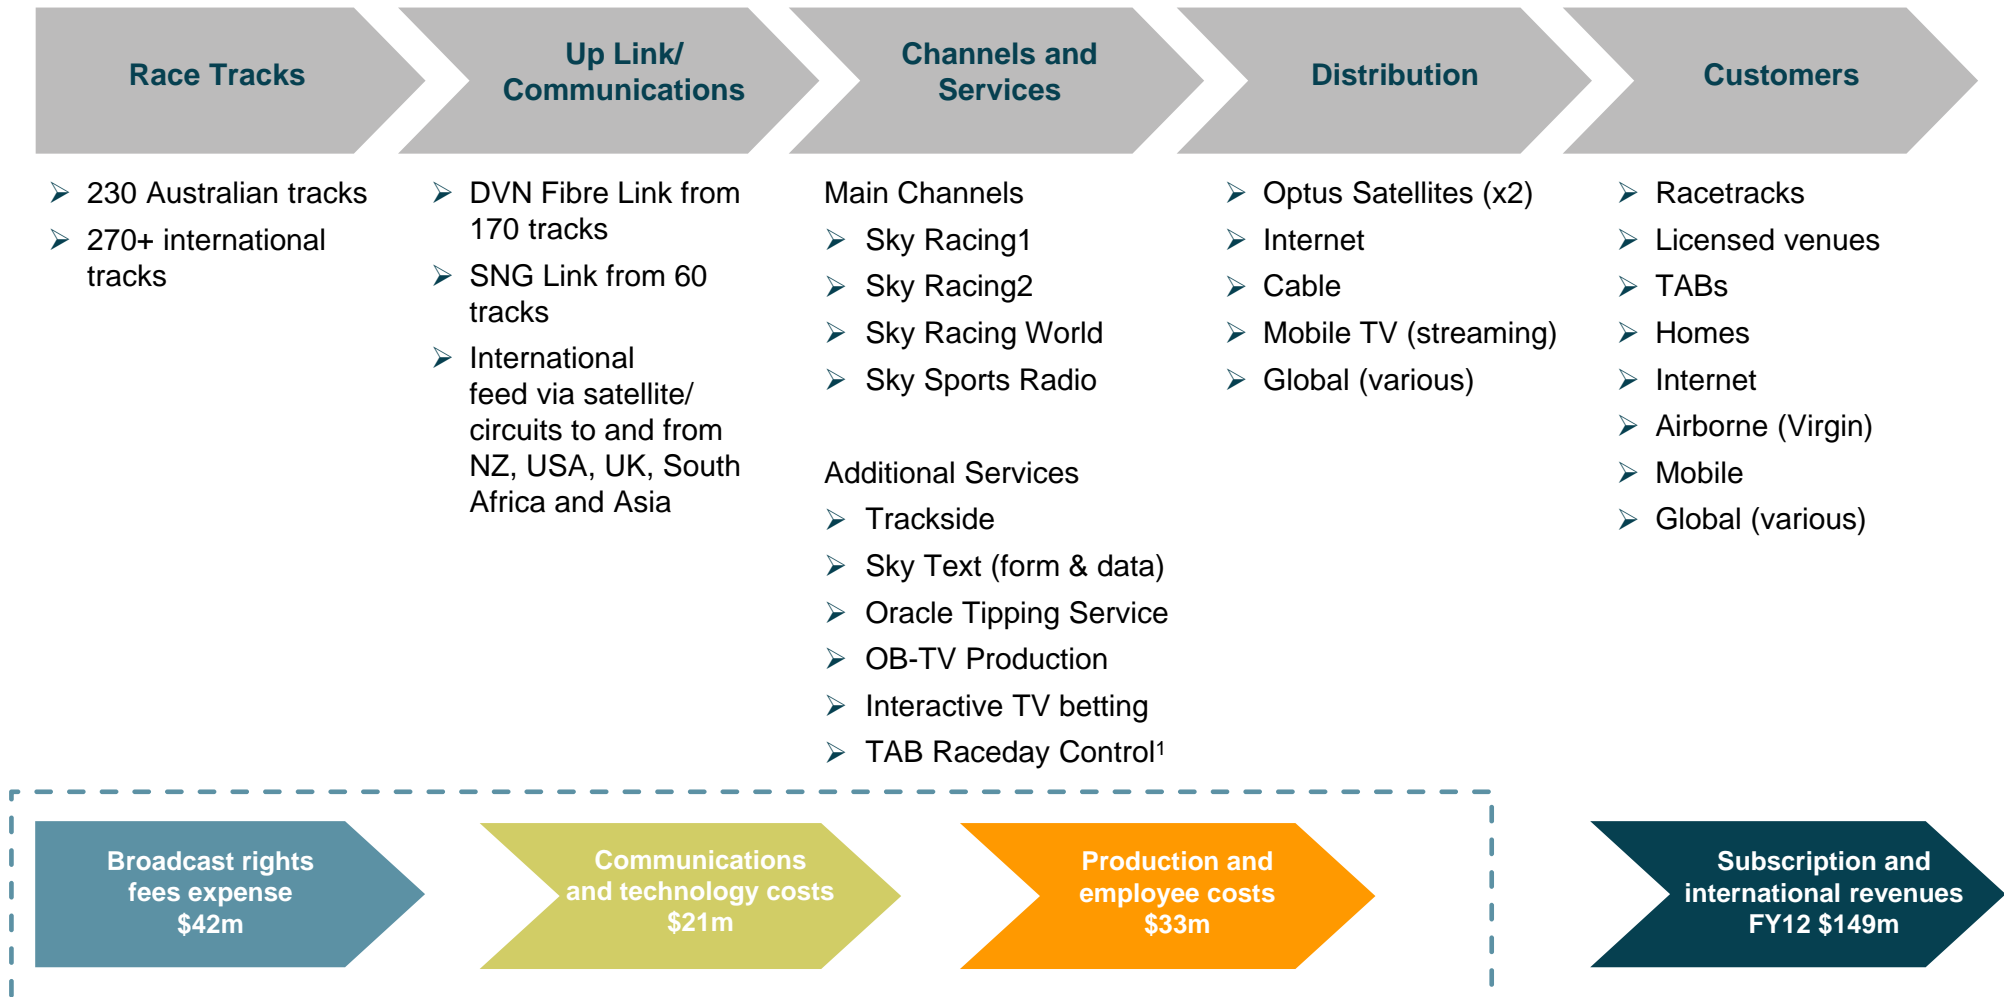 Race Tracks
Up Link/
Communications
Channels and
Services
Distribution
Customers
➢ 230 Australian tracks
➢ 270+ international
tracks
➢ DVN Fibre Link from
170 tracks
➢ SNG Link from 60
tracks
➢ International
feed via satellite/
circuits to and from
NZ, USA, UK, South
Africa and Asia
Main Channels
➢ Sky Racing1
➢ Sky Racing2
➢ Sky Racing World
➢ Sky Sports Radio
Additional Services
➢ Trackside
➢ Sky Text (form & data)
➢ Oracle Tipping Service
➢ OB-TV Production
➢ Interactive TV betting
➢ TAB Raceday Control¹
➢ Optus Satellites (x2)
➢ Internet
➢ Cable
➢ Mobile TV (streaming)
➢ Global (various)
➢ Racetracks
➢ Licensed venues
➢ TABs
➢ Homes
➢ Internet
➢ Airborne (Virgin)
➢ Mobile
➢ Global (various)
Broadcast rights
fees expense
$42m
Communications
and technology costs
$21m
Production and
employee costs
$33m
Subscription and
international revenues
FY12 $149m